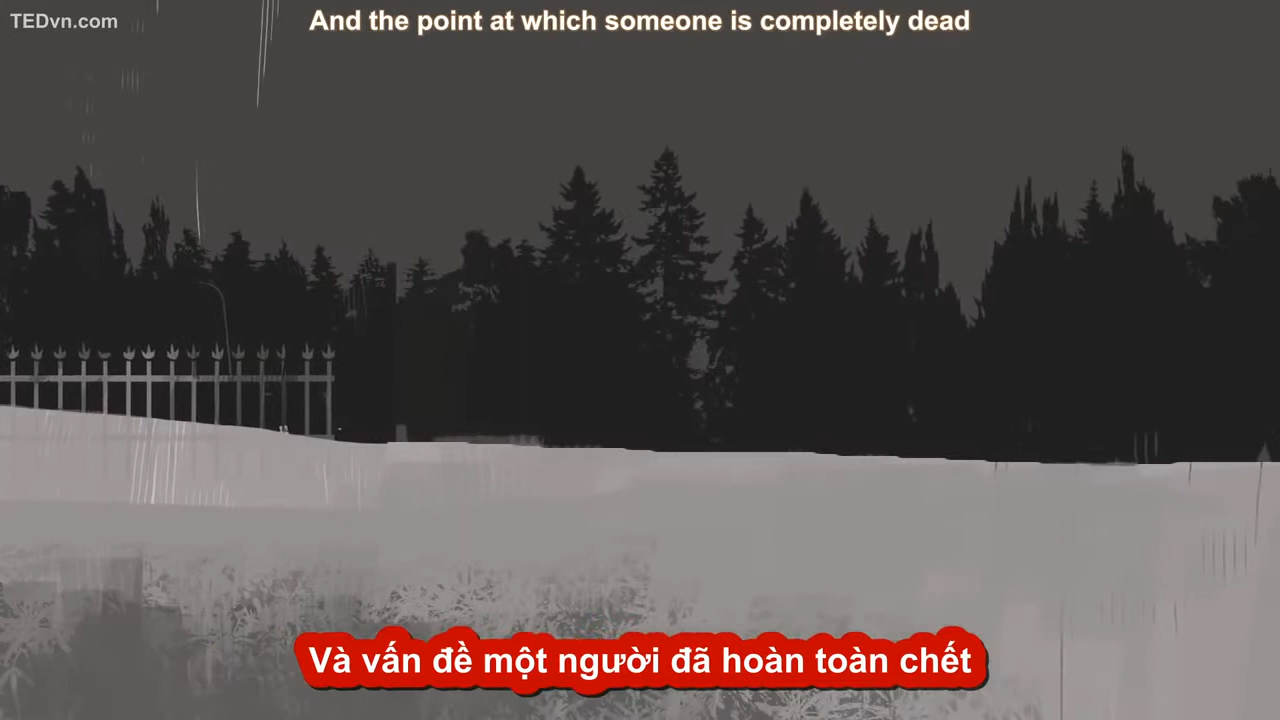 TEDvn.com
And the point at which someone is completely dead
Và vấn đề một người đã hoàn toàn chết